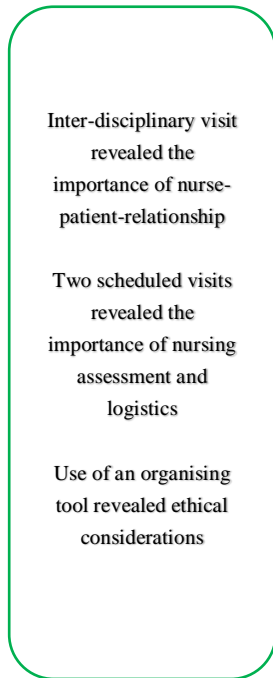 Inter-disciplinary visit
revealed the
importance of nurse-
patient-relationship
Two scheduled visits
revealed the
importance of nursing
assessment and
logistics
Use of an organising
tool revealed ethical
considerations